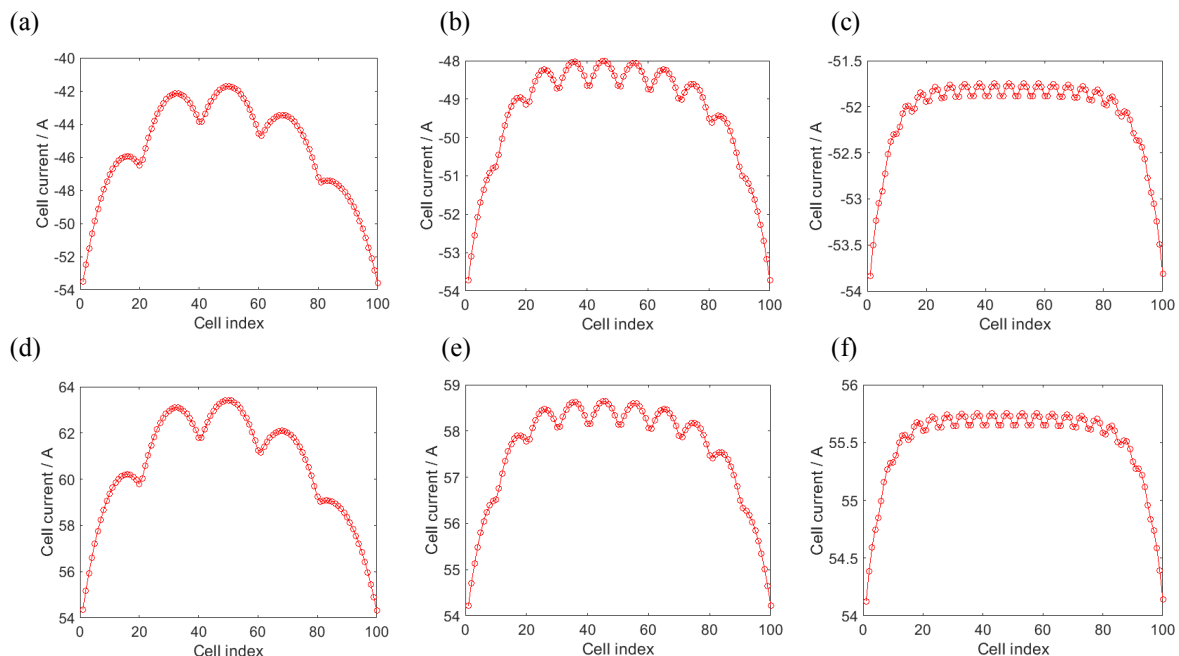 (a)
(b)
(c)
-40
-42
-44
-46
-48
-50
-52
-54
Cell current / A
0 20 40 60 80 100
Cell index
-48
-49
-50
-51
-52
-53
-54
Cell current / A
0 20 40 60 80 100
Cell index
-51.5
-52
-52.5
-53
-53.5
-54
Cell current / A
0 20 40 60 80 100
Cell index
(d)
(e)
(f)
64
62
60
58
56
54
Cell current / A
0 20 40 60 80 100
Cell index
59
58
57
56
55
54
Cell current / A
0 20 40 60 80 100
Cell index
56
55.5
55
54.5
54
Cell current / A
0 20 40 60 80 100
Cell index